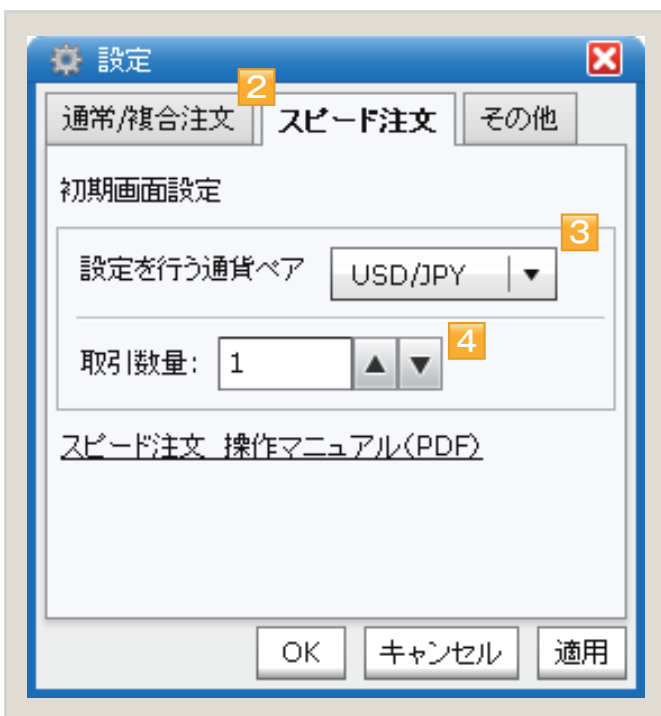 設定
2
通常/複合注文 スピード注文 その他
初期画面設定
3
設定を行う通貨ペア USD/JPY
4
取引数量: 1
スピード注文 操作マニュアル(PDF)
OK キャンセル 適用